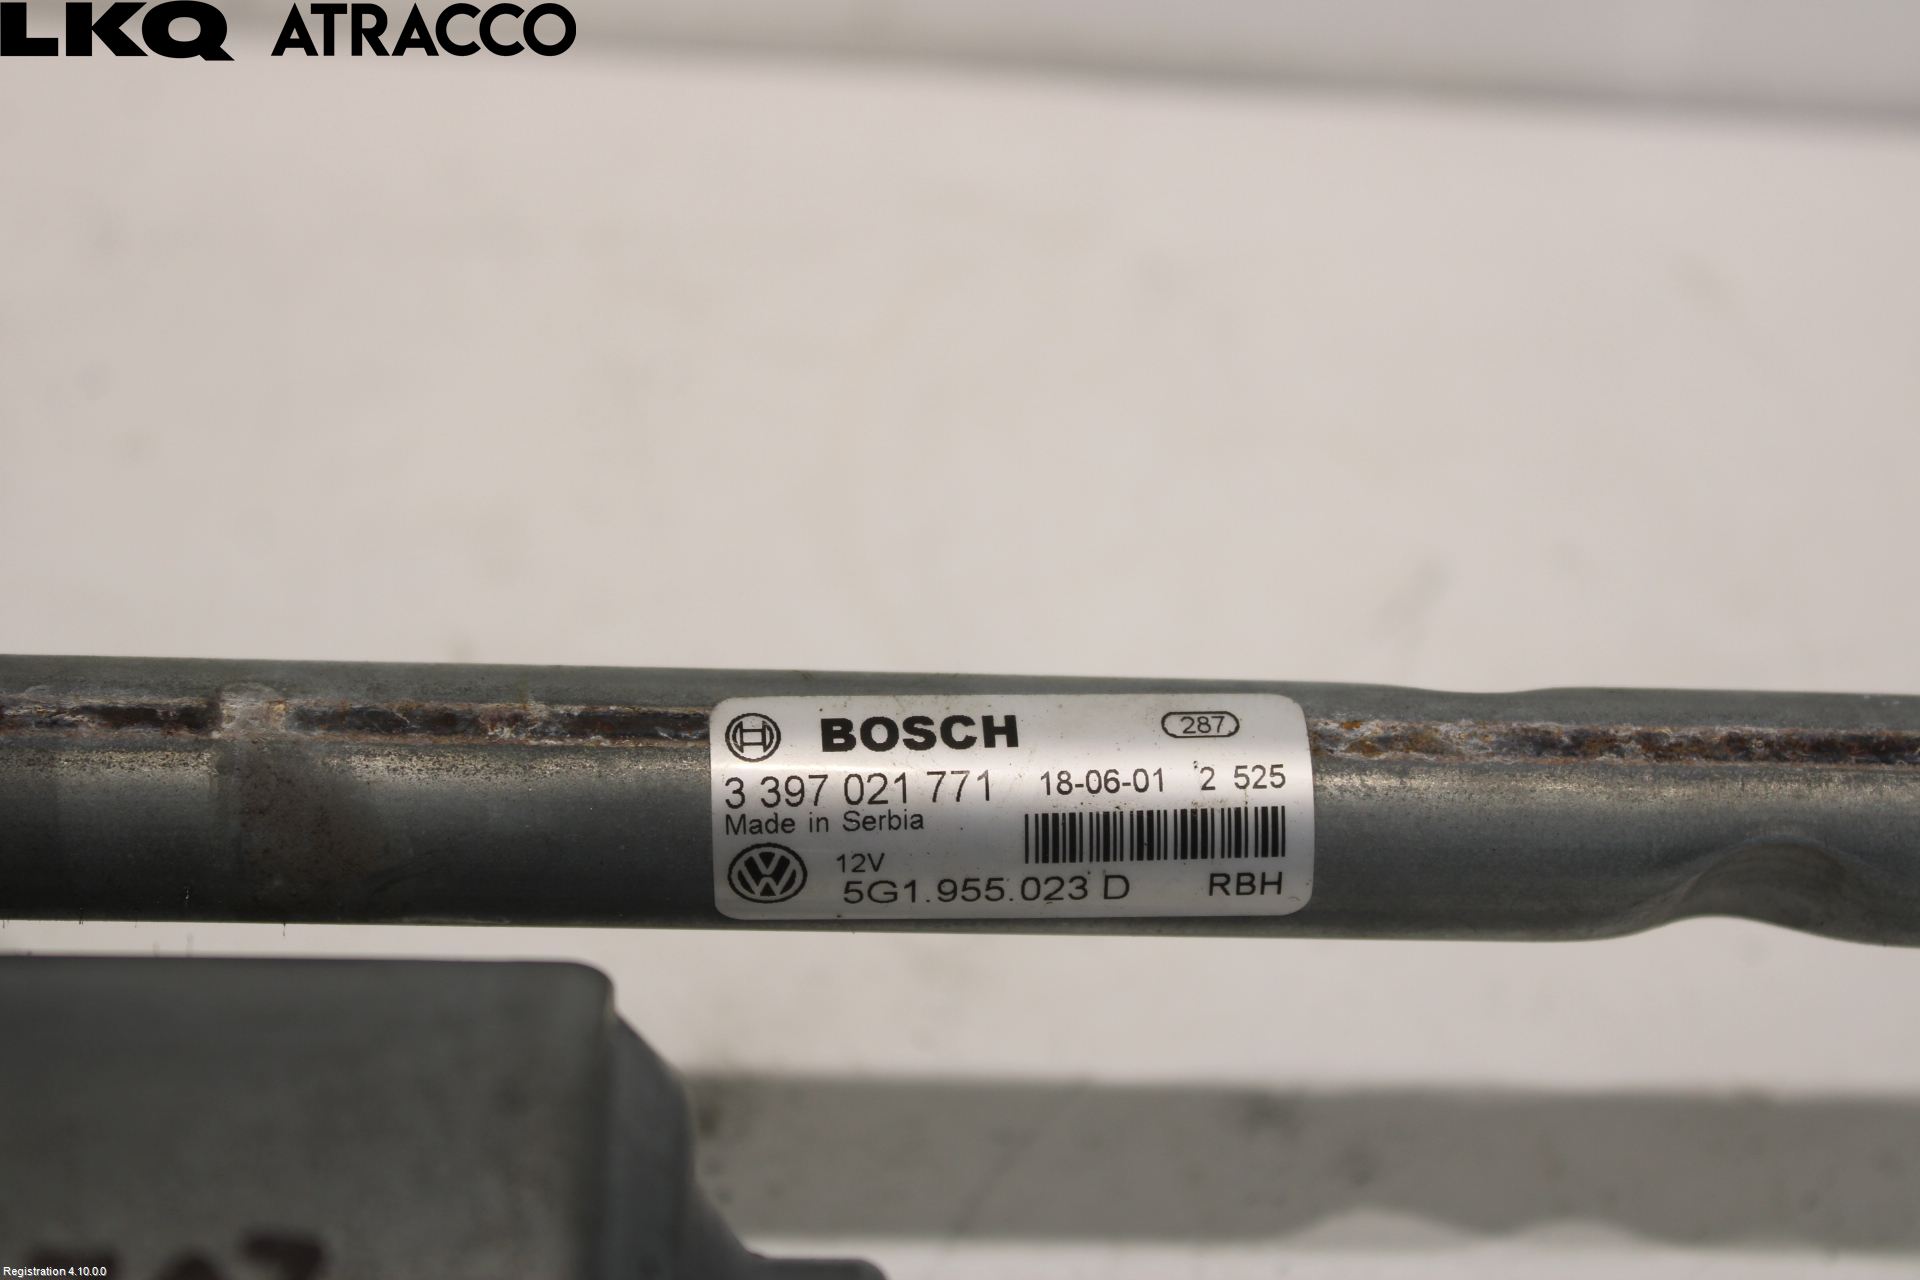 LKQ ATRACCO
BOSCH 287
3 397 021 771 18-06-01 2 525
Made in Serbia
12V
5G1.955.023 D RBH
Registration 4.10.0.0